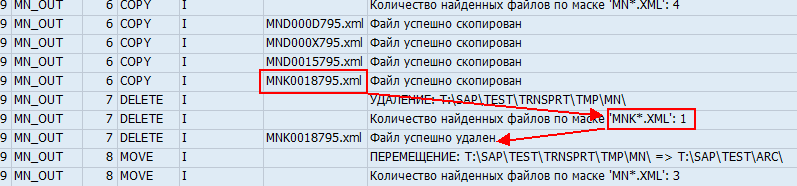 9 MN_OUT 6 COPY I Количество найденных файлов по маске 'MN*.XML': 4
9 MN_OUT 6 COPY I MND000D795.xml Файл успешно скопирован
9 MN_OUT 6 COPY I MND000X795.xml Файл успешно скопирован
9 MN_OUT 6 COPY I MND0015795.xml Файл успешно скопирован
9 MN_OUT 6 COPY I MNK0018795.xml Файл успешно скопирован
9 MN_OUT 7 DELETE I УДАЛЕНИЕ: T:\SAP\TEST\TRNSPRT\TMP\MN\
9 MN_OUT 7 DELETE I Количество найденных файлов по маске 'MNK*.XML': 1
9 MN_OUT 7 DELETE I MNK0018795.xml Файл успешно удален
9 MN_OUT 8 MOVE I ПЕРЕМЕЩЕНИЕ: T:\SAP\TEST\TRNSPRT\TMP\MN\ => T:\SAP\TEST\ARC\
9 MN_OUT 8 MOVE I Количество найденных файлов по маске 'MN*.XML': 3